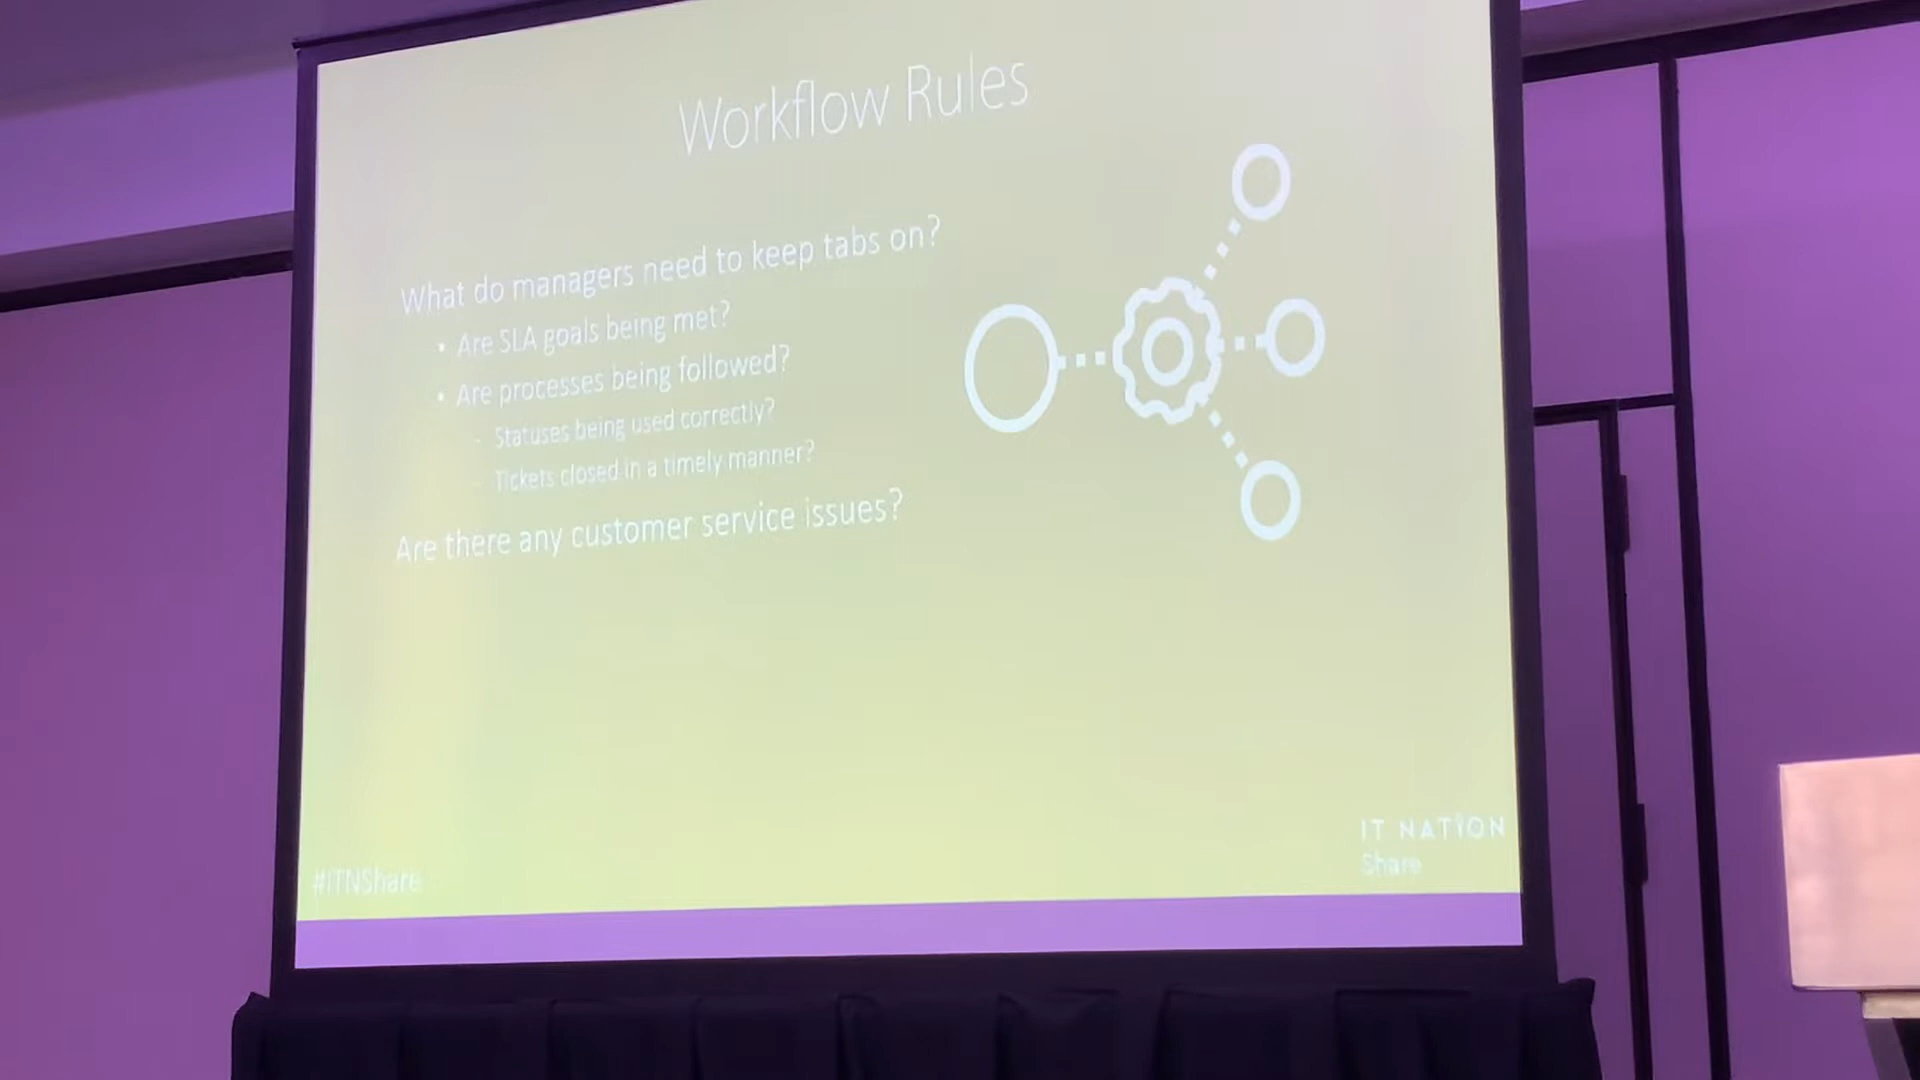 Workflow Rules
What do managers need to keep tabs on?
• Are SLA goals being met?
• Are processes being followed?
- Statuses being used correctly?
- Tickets closed in a timely manner?
Are there any customer service issues?
#ITNShare
IT NATION
Share